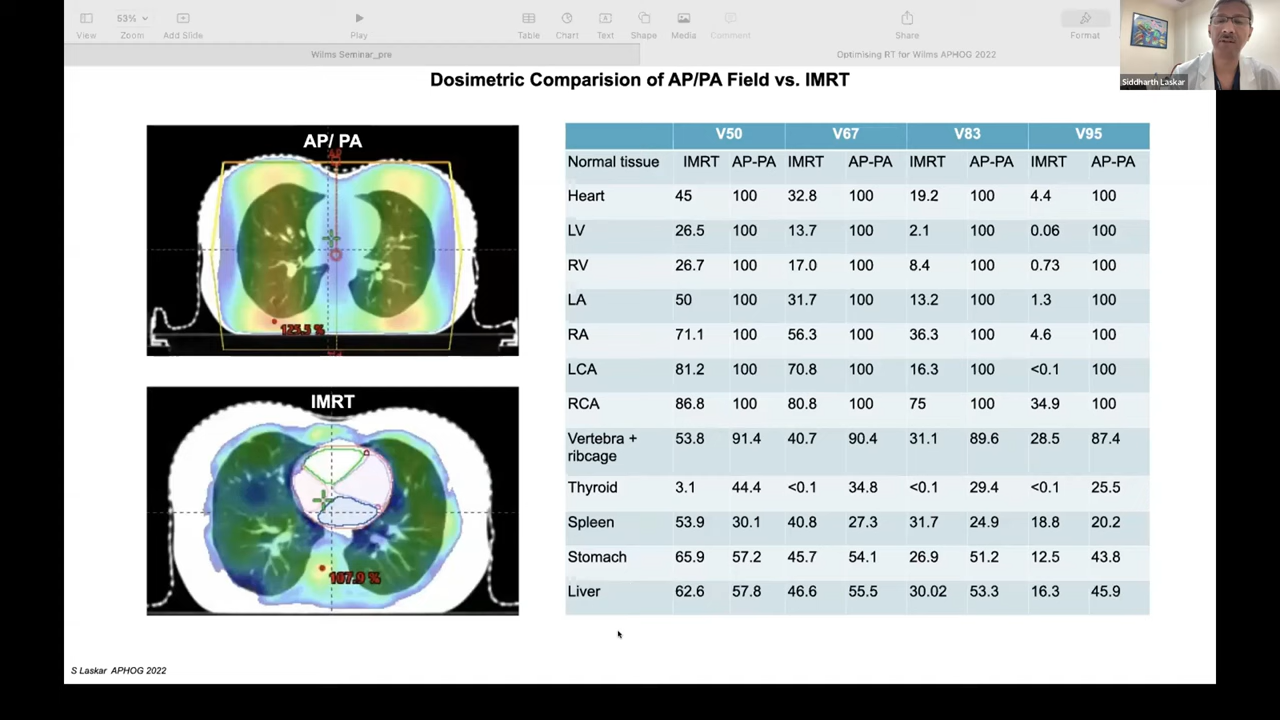 View
53%
Zoom
Add Slide
Play
Table
Chart
Text
Shape
Media
Comment
Share
Format
Wilms Seminar_pre
Optimising RT for Wilms APHOG 2022
Siddharth Laskar
Dosimetric Comparision of AP/PA Field vs. IMRT
AP/ PA
125.5 %
IMRT
107.9 %
V50 V67 V83 V95
Normal tissue IMRT AP-PA IMRT AP-PA IMRT AP-PA IMRT AP-PA
Heart 45 100 32.8 100 19.2 100 4.4 100
LV 26.5 100 13.7 100 2.1 100 0.06 100
RV 26.7 100 17.0 100 8.4 100 0.73 100
LA 50 100 31.7 100 13.2 100 1.3 100
RA 71.1 100 56.3 100 36.3 100 4.6 100
LCA 81.2 100 70.8 100 16.3 100 <0.1 100
RCA 86.8 100 80.8 100 75 100 34.9 100
Vertebra + 53.8 91.4 40.7 90.4 31.1 89.6 28.5 87.4
ribcage
Thyroid 3.1 44.4 <0.1 34.8 <0.1 29.4 <0.1 25.5
Spleen 53.9 30.1 40.8 27.3 31.7 24.9 18.8 20.2
Stomach 65.9 57.2 45.7 54.1 26.9 51.2 12.5 43.8
Liver 62.6 57.8 46.6 55.5 30.02 53.3 16.3 45.9
S Laskar APHOG 2022